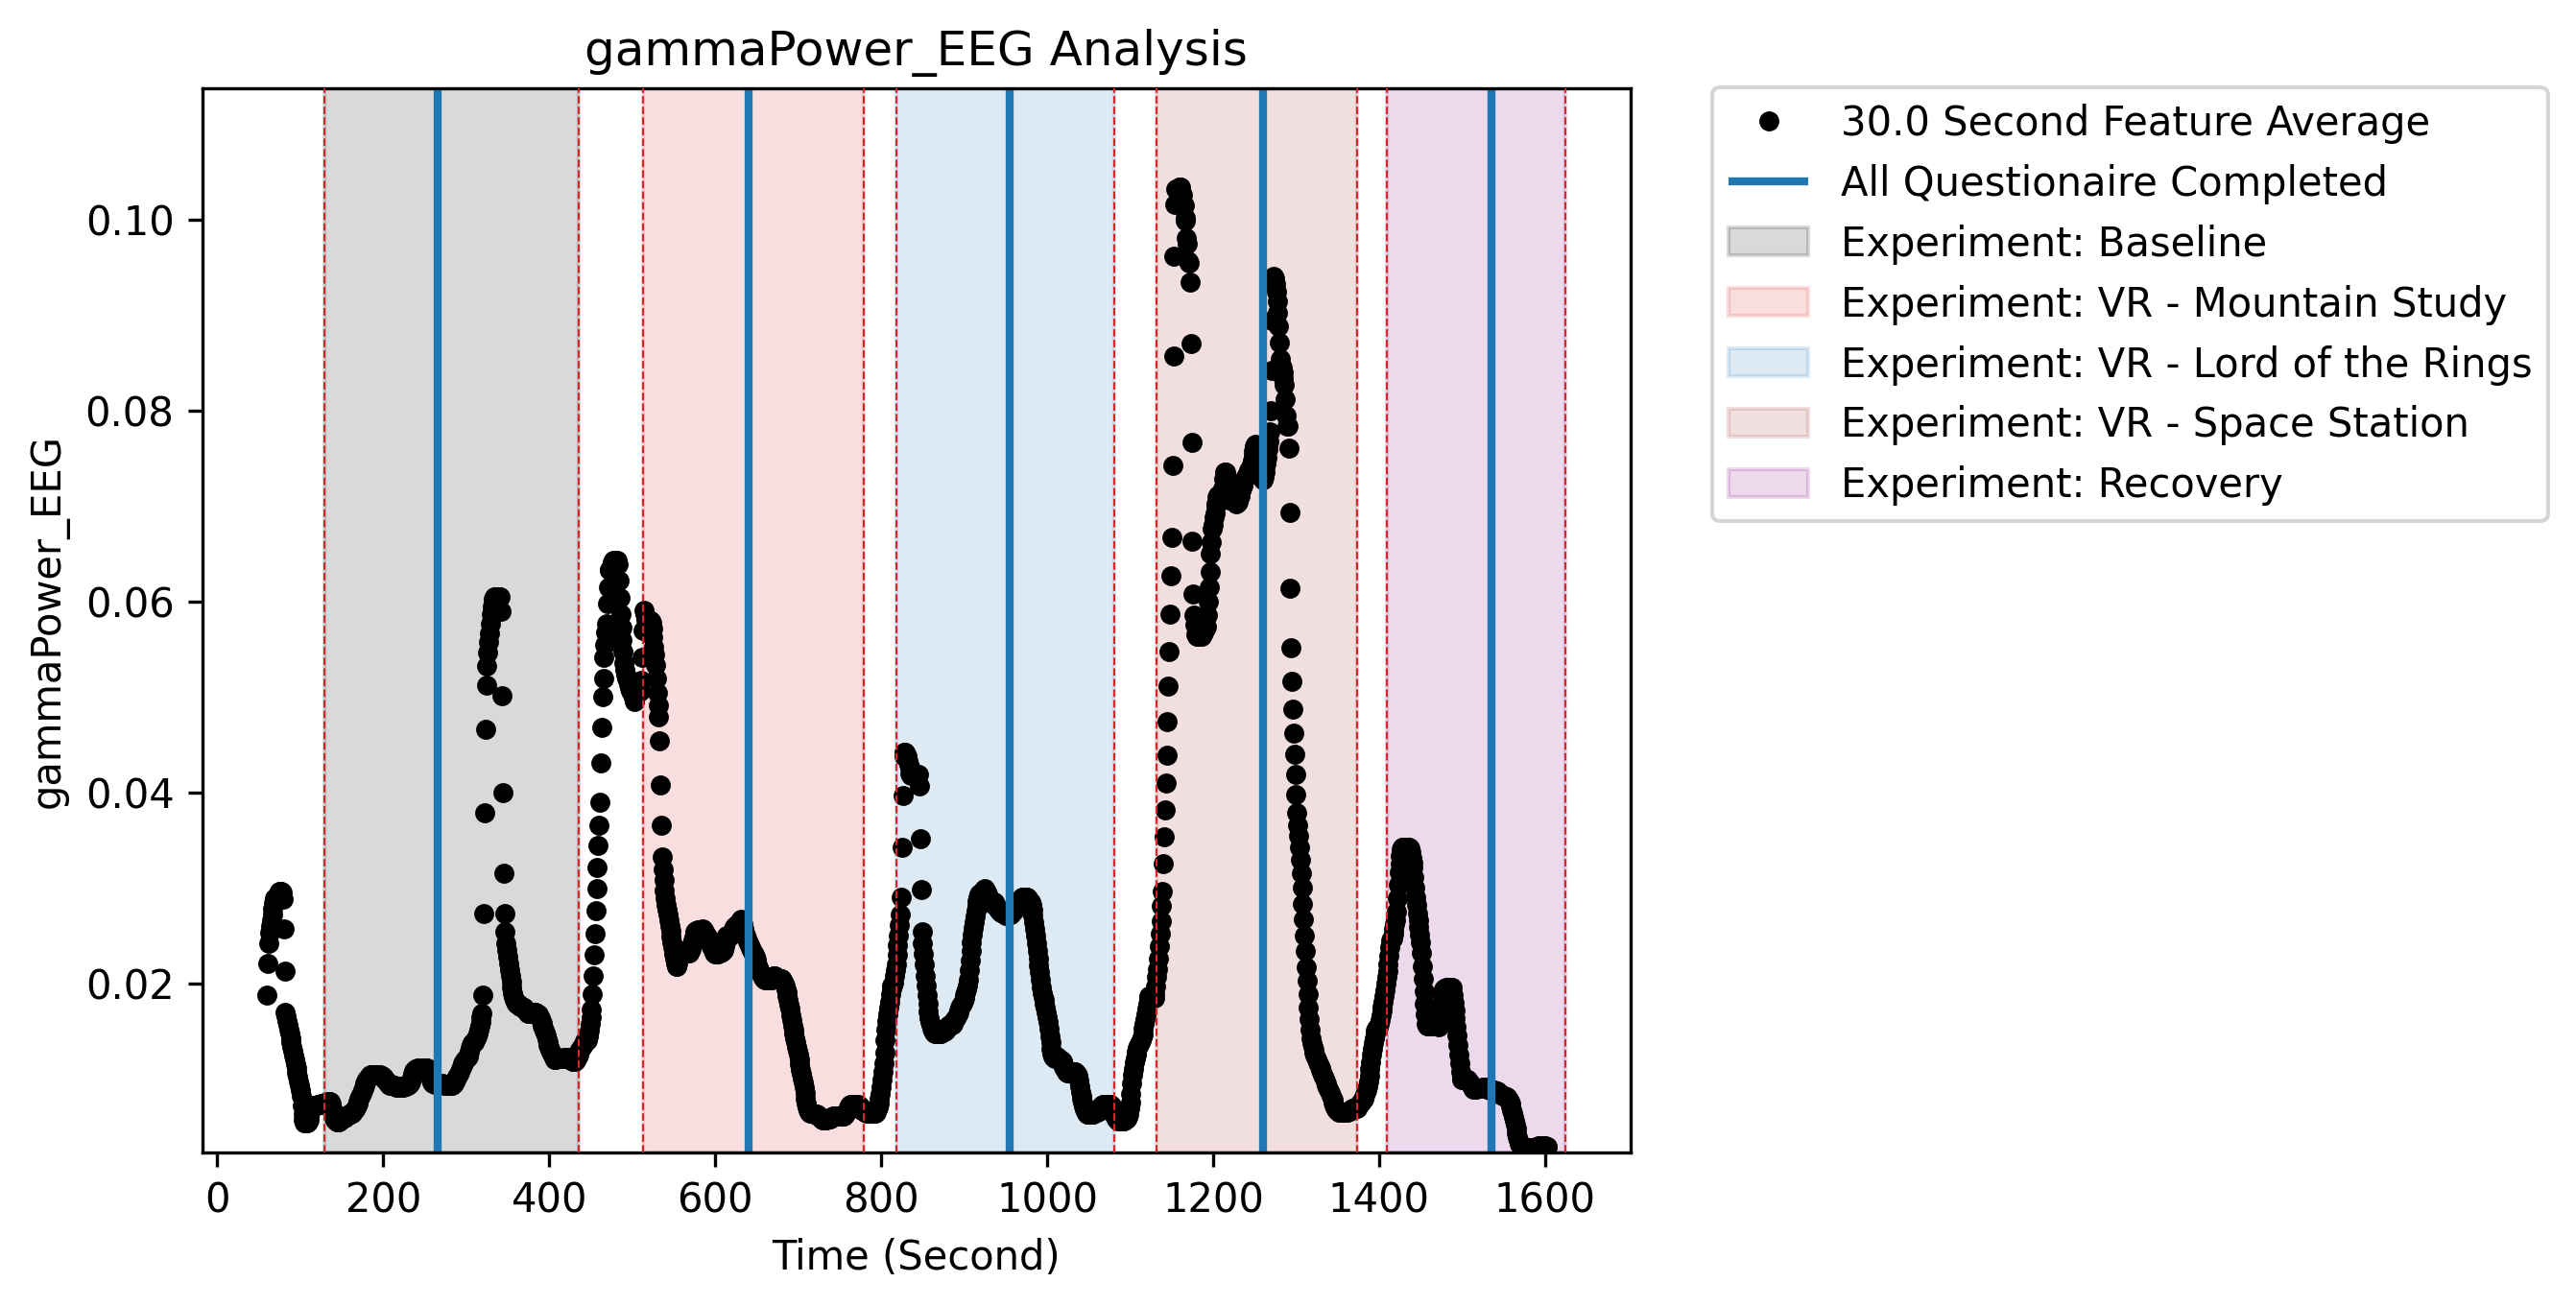 gammaPower_EEG Analysis
gammaPower_EEG
0.10
0.08
0.06
0.04
0.02
0 200 400 600 800 1000 1200 1400 1600
Time (Second)
30.0 Second Feature Average
All Questionaire Completed
Experiment: Baseline
Experiment: VR - Mountain Study
Experiment: VR - Lord of the Rings
Experiment: VR - Space Station
Experiment: Recovery